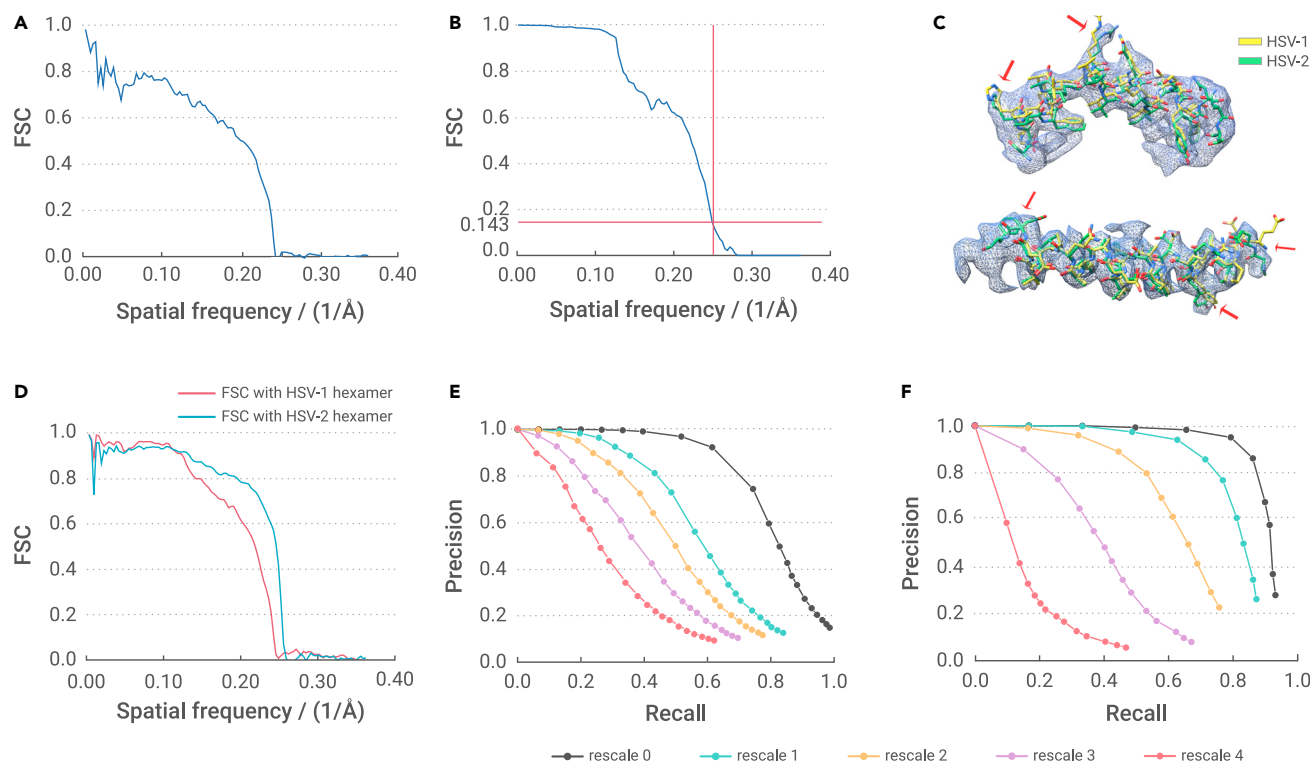 A
1.0
0.8
0.6
0.4
0.2
0.0
FSC
0.00
0.10
0.20
0.30
0.40
Spatial frequency / (1/Å)
B
1.0
0.8
0.6
0.4
0.2
0.143
0.0
FSC
0.00
0.10
0.20
0.30
0.40
Spatial frequency / (1/Å)
C
HSV-1
HSV-2
D
FSC with HSV-1 hexamer
FSC with HSV-2 hexamer
1.0
0.8
0.6
0.4
0.2
0.0
FSC
0.00
0.10
0.20
0.30
0.40
Spatial frequency / (1/Å)
E
1.0
0.8
0.6
0.4
0.2
0.0
Precision
0.0
0.2
0.4
0.6
0.8
1.0
Recall
F
1.0
0.8
0.6
0.4
0.2
0.0
Precision
0.0
0.2
0.4
0.6
0.8
1.0
Recall
rescale 0
rescale 1
rescale 2
rescale 3
rescale 4